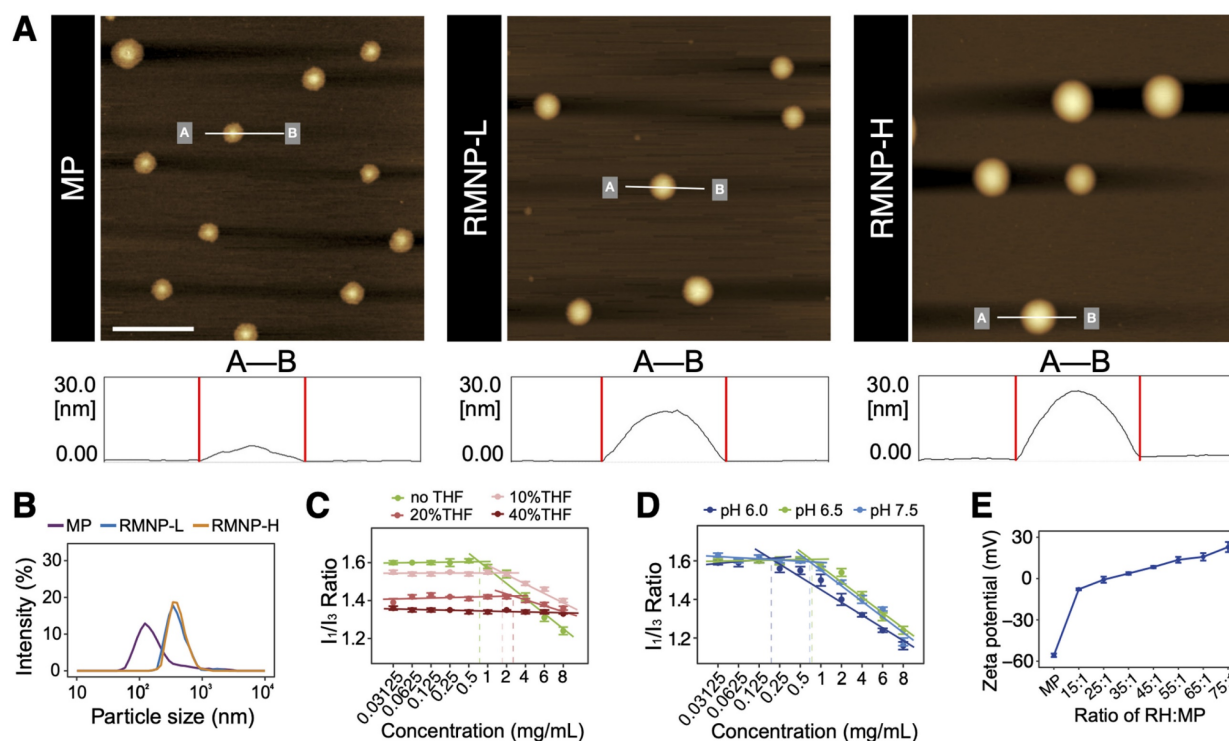 A
MP
A B
RMNP-L
A B
RMNP-H
A B
A—B
30.0
[nm]
0.00
A—B
30.0
[nm]
0.00
A—B
30.0
[nm]
0.00
B
MP RMNP-L RMNP-H
Intensity (%)
30
20
10
0
10 10² 10³ 10⁴
Particle size (nm)
C
no THF 10%THF
20%THF 40%THF
I₁/I₃ Ratio
1.6
1.4
1.2
0.03125 0.0625 0.125 0.25 0.5 1 2 4 6 8
Concentration (mg/mL)
D
pH 6.0 pH 6.5 pH 7.5
I₁/I₃ Ratio
1.6
1.4
1.2
0.03125 0.0625 0.125 0.25 0.5 1 2 4 6 8
Concentration (mg/mL)
E
Zeta potential (mV)
30
0
−30
−60
MP 15:1 25:1 35:1 45:1 55:1 65:1
Ratio of RH:MP